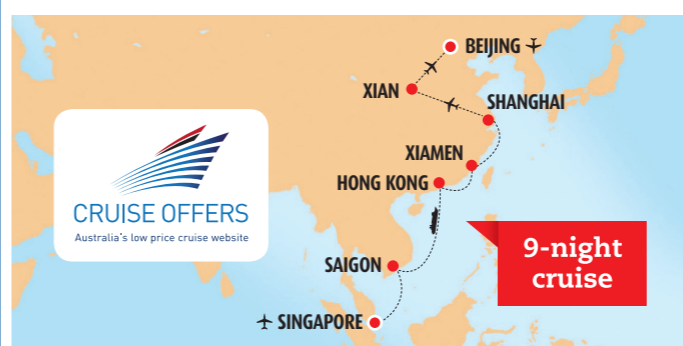 BEIJING
XIAN
SHANGHAI
XIAMEN
HONG KONG
CRUISE OFFERS
Australia's low price cruise website
9-night
cruise
SAIGON
SINGAPORE